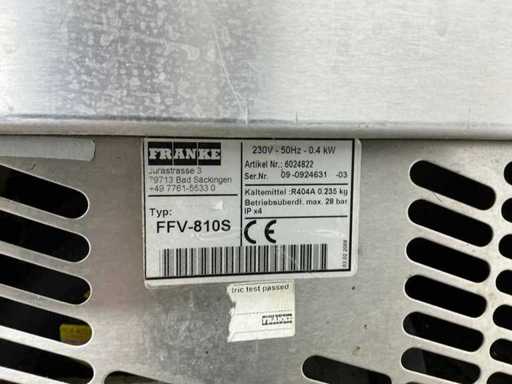 FRANKE
Jurastrasse 3
79713 Bad Säckingen
+49 7761-5533 0
Typ:
FFV-810S
230V - 50Hz - 0.4 kW
Artikel Nr.: 6024822
Ser.Nr. 09-0924631 -03
Kältemittel :R404A 0.235 kg
Betriebsüberdr. max. 28 bar
IP x4
CE
tric test passed
FRANKE